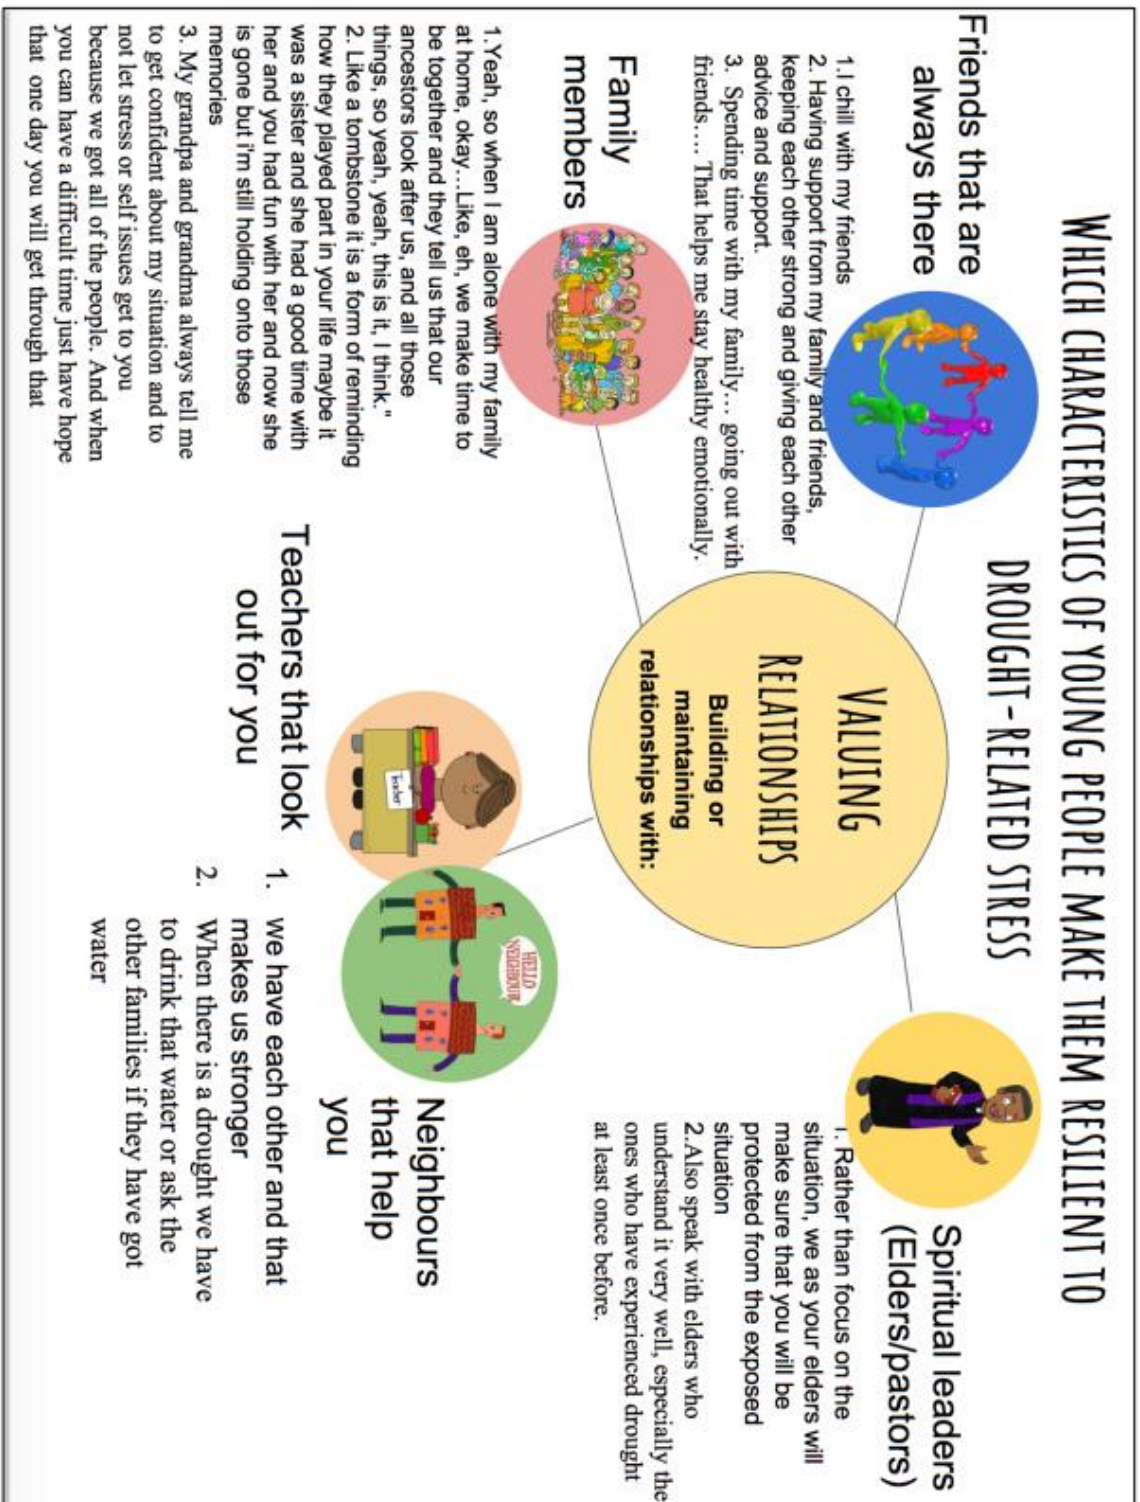 WHICH CHARACTERISTICS OF YOUNG PEOPLE MAKE THEM RESILIENT TO
DROUGHT-RELATED STRESS
Friends that are
always there
1.I chill with my friends
2. Having support from my family and friends,
keeping each other strong and giving each other
advice and support.
3. Spending time with my family… going out with
friends…. That helps me stay healthy emotionally.
Family
members
1.Yeah, so when I am alone with my family
at home, okay…Like, eh, we make time to
be together and they tell us that our
ancestors look after us, and all those
things, so yeah, yeah, this is it, I think."
2. Like a tombstone it is a form of reminding
how they played part in your life maybe it
was a sister and she had a good time with
her and you had fun with her and now she
is gone but i'm still holding onto those
memories
3. My grandpa and grandma always tell me
to get confident about my situation and to
not let stress or self issues get to you
because we got all of the people. And when
you can have a difficult time just have hope
that one day you will get through that
VALUING
RELATIONSHIPS
Building or
maintaining
relationships with:
Teachers that look
out for you
Teacher
HELLO
NEIGHBOUR
Neighbours
that help
you
1. we have each other and that
makes us stronger
2. When there is a drought we have
to drink that water or ask the
other families if they have got
water
Spiritual leaders
(Elders/pastors)
1. Rather than focus on the
situation, we as your elders will
make sure that you will be
protected from the exposed
situation
2.Also speak with elders who
understand it very well, especially the
ones who have experienced drought
at least once before.